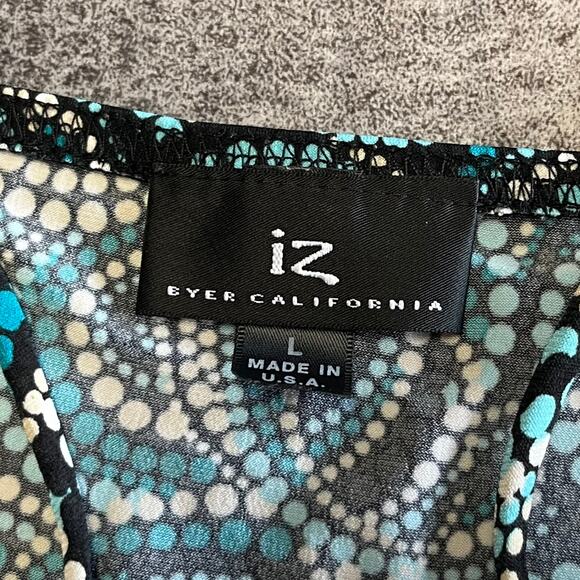 iz
BYER CALIFORNIA
L
MADE IN
U.S.A.